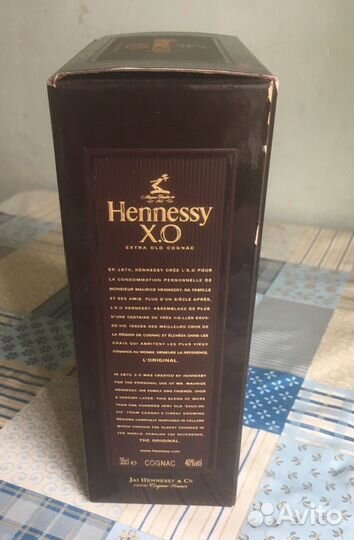 Hennessy
X.O
EXTRA OLD COGNAC
EN 1870, HENNESSY CRÉE L'X.O POUR
LA CONSOMMATION PERSONNELLE DE
MONSIEUR MAURICE HENNESSY, SA FAMILLE
ET SES AMIS. PLUS D'UN SIÈCLE APRÈS,
L'X.O HENNESSY ASSEMBLAGE DE PLUS
D'UNE CENTAINE DE TRÈS VIEILLES EAUX-
DE-VIE ISSUES DES MEILLEURS CRUS DE
LA RÉGION DE COGNAC ET ÉLEVÉES DANS LES
CHAIS QUI ABRITENT LES PLUS VIEUX
COGNACS AU MONDE DEMEURE LA RÉFÉRENCE.
L'ORIGINAL.
IN 1870, X.O WAS CREATED BY HENNESSY
FOR THE PERSONAL USE OF MR. MAURICE
HENNESSY, HIS FAMILY AND FRIENDS. OVER
A CENTURY LATER, THIS BLEND OF MORE
THAN ONE HUNDRED VERY OLD "EAUX-DE-
VIE" FROM COGNAC'S FINEST GROWING
REGIONS CAREFULLY NURTURED IN CELLARS
WHICH CONTAIN THE OLDEST COGNACS IN
THE WORLD, REMAINS THE REFERENCE.
THE ORIGINAL.
www.hennessy.com
35cl e COGNAC 40%vol
JAS HENNESSY & Co
Cognac France
Avito